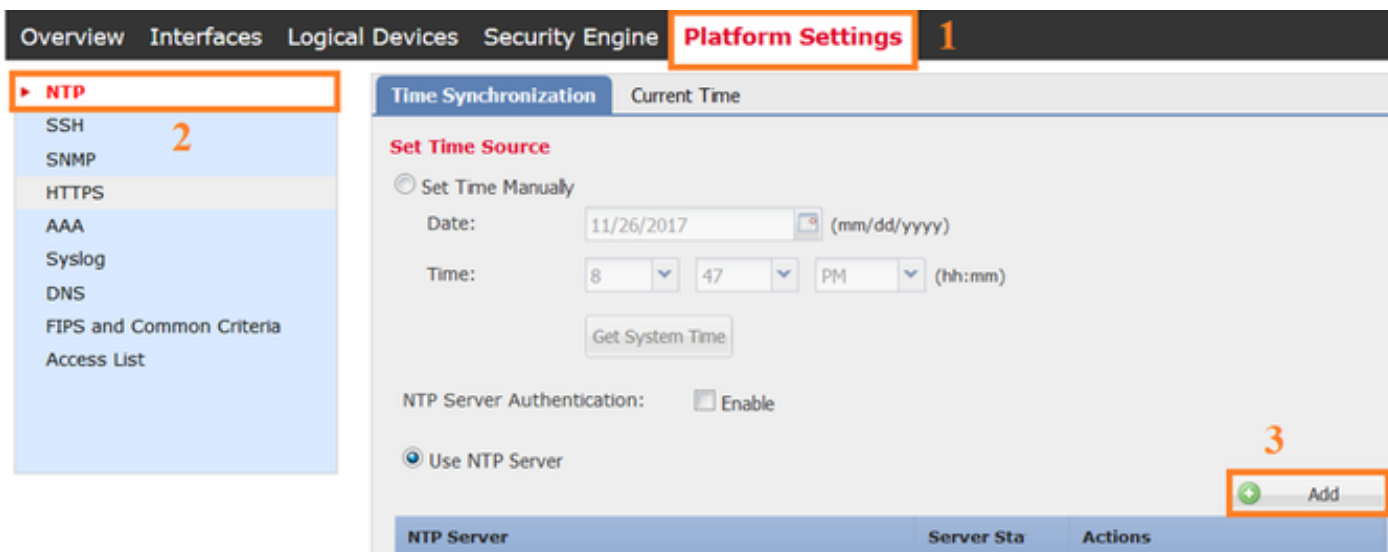 Overview Interfaces Logical Devices Security Engine Platform Settings 1
NTP
SSH
2
SNMP
HTTPS
AAA
Syslog
DNS
FIPS and Common Criteria
Access List
Time Synchronization Current Time
Set Time Source
Set Time Manually
Date: 11/26/2017 (mm/dd/yyyy)
Time: 8 47 PM (hh:mm)
Get System Time
NTP Server Authentication: Enable
Use NTP Server
3
Add
NTP Server Server Sta Actions